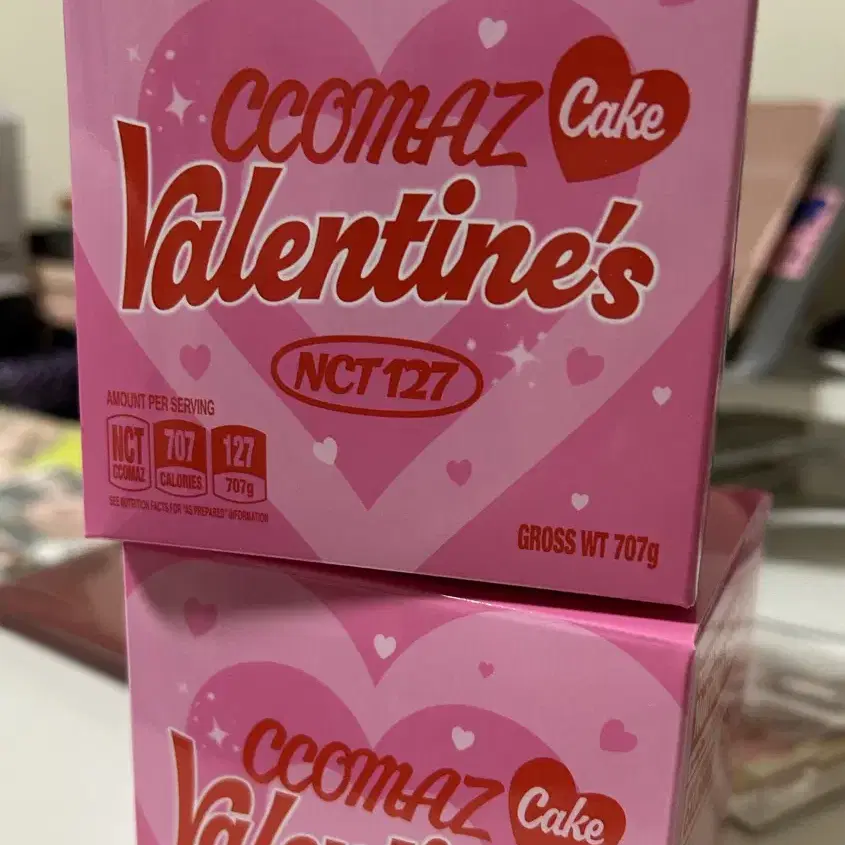 CCOMAZ Cake
Valentine's
NCT 127
AMOUNT PER SERVING
NCT 707 127
CCOMAZ CALORIES 707g
SEE NUTRITION FACTS FOR "AS PREPARED" INFORMATION
GROSS WT 707g
CCOMAZ Cake
Valentine's